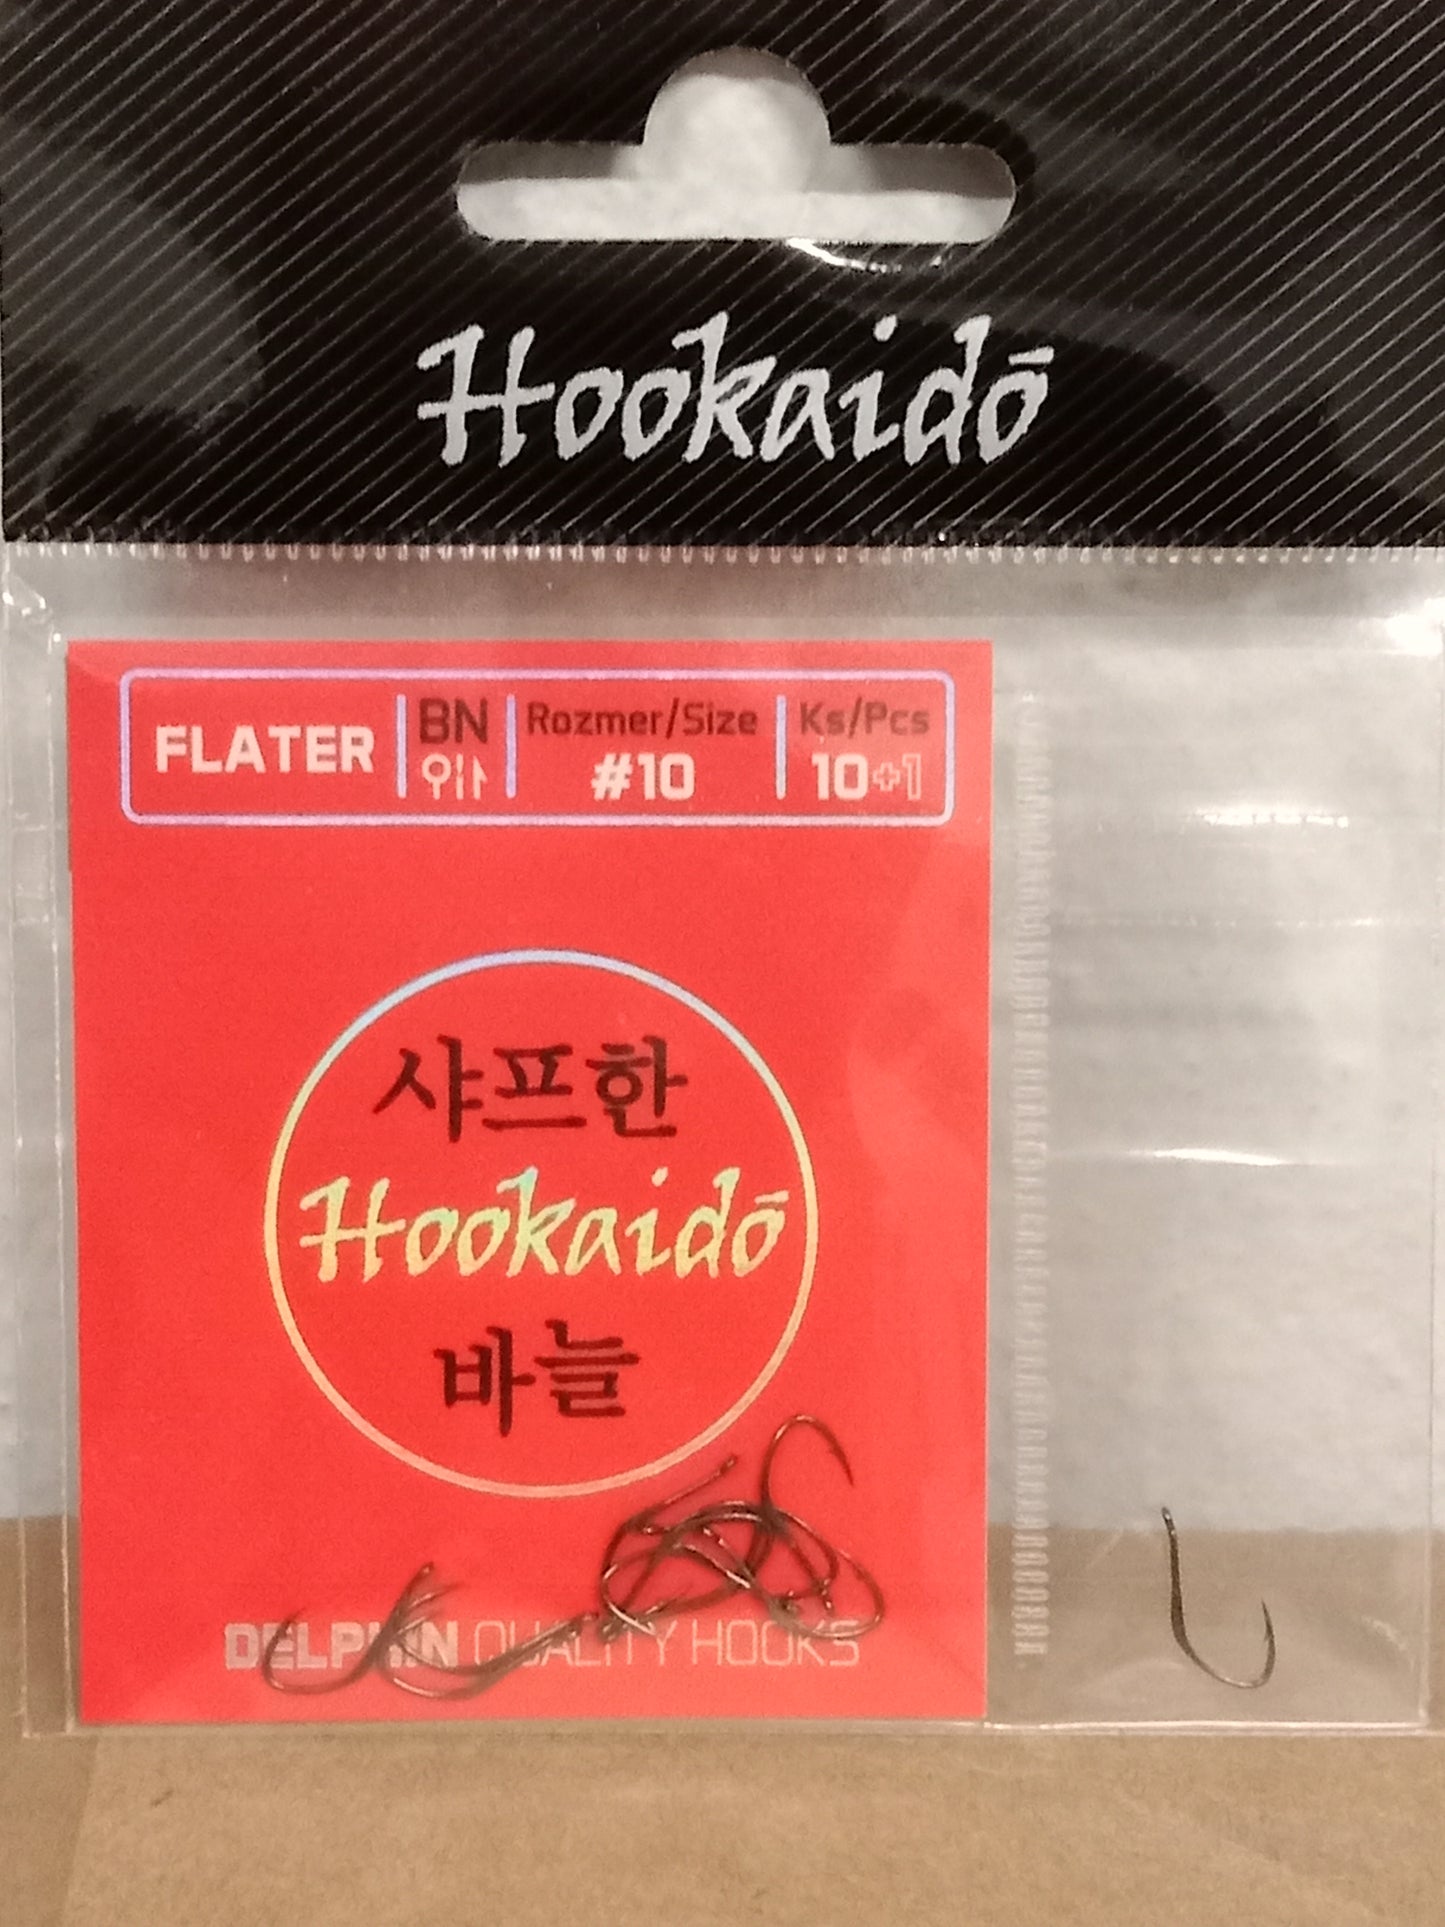 Hookaidō
FLATER
BN
Rozmer/Size
#10
Ks/Pcs
10+1
샤프한
Hookaidō
바늘
DELPHIN QUALITY HOOKS